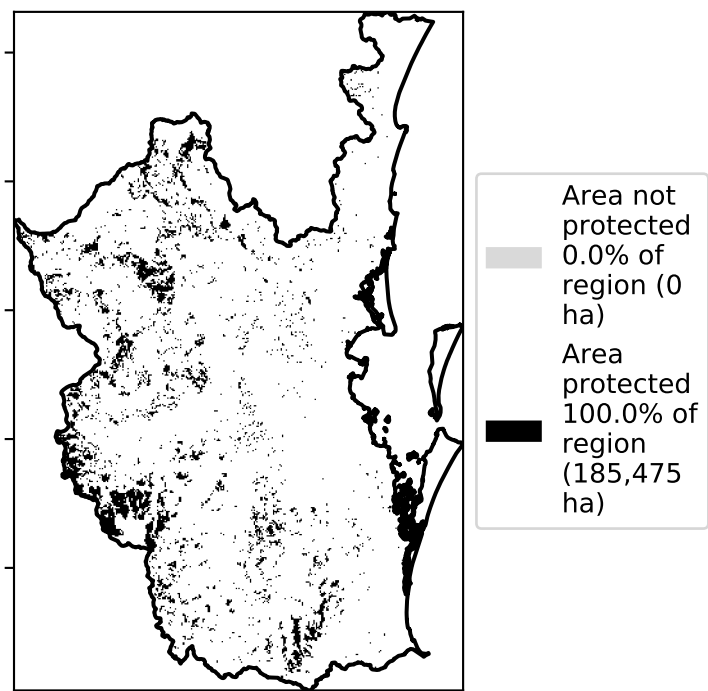 Area not
protected
0.0% of
region (0
ha)
Area
protected
100.0% of
region
(185,475
ha)